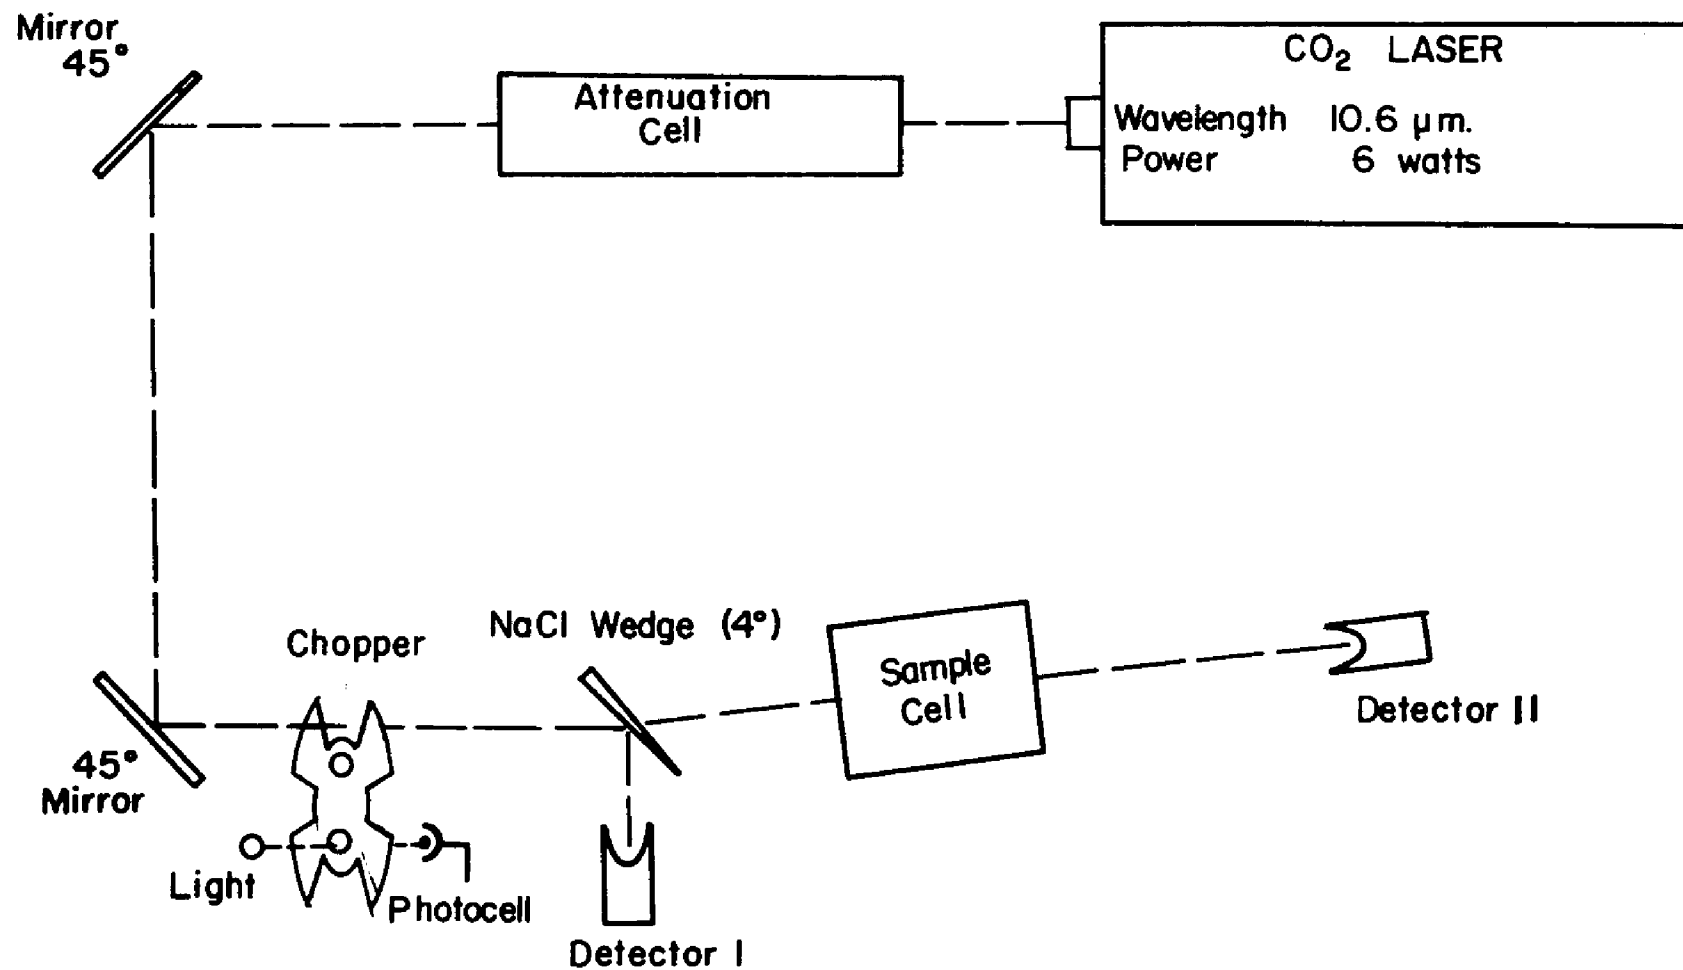 Mirror
45°
Attenuation
Cell
CO₂ LASER
Wavelength 10.6 µm.
Power 6 watts
Chopper
NaCl Wedge (4°)
Sample
Cell
Detector II
45°
Mirror
Light
Photocell
Detector I